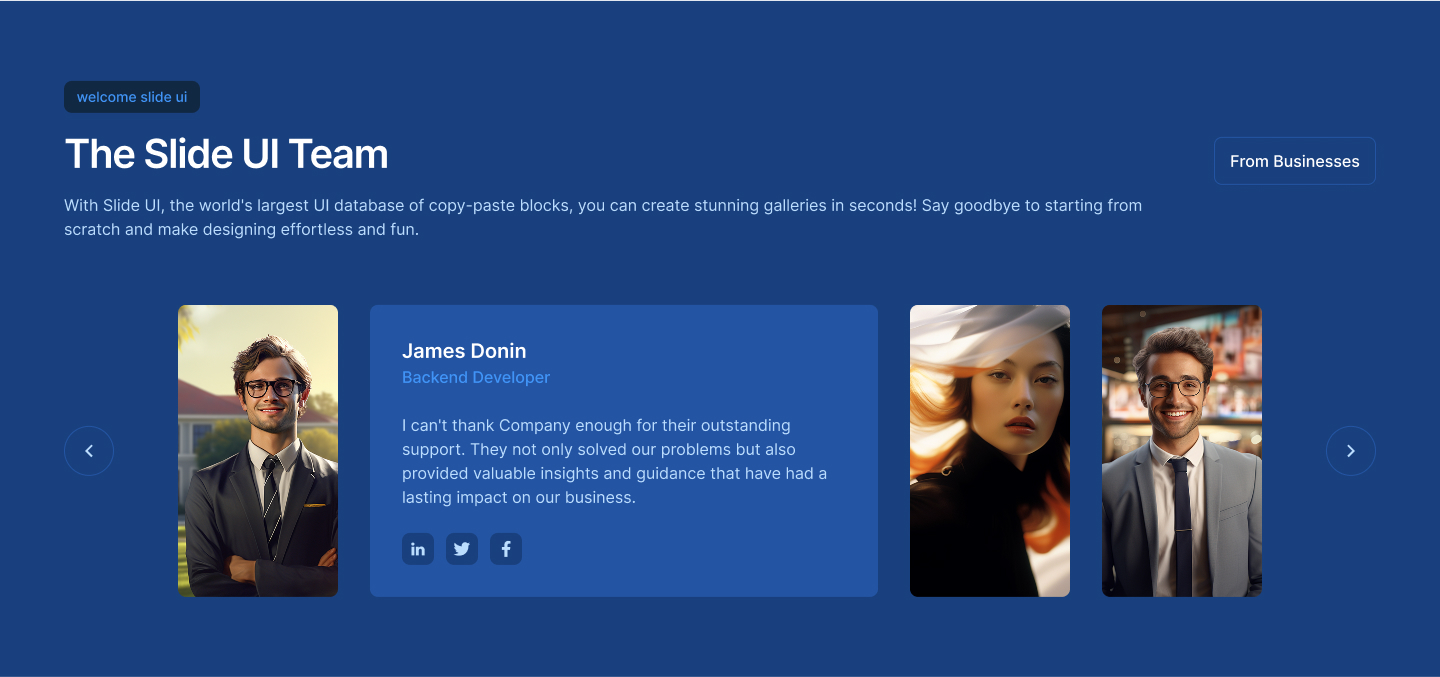 welcome slide ui
The Slide UI Team
From Businesses
With Slide UI, the world's largest UI database of copy-paste blocks, you can create stunning galleries in seconds! Say goodbye to starting from
scratch and make designing effortless and fun.
James Donin
Backend Developer
I can't thank Company enough for their outstanding
support. They not only solved our problems but also
provided valuable insights and guidance that have had a
lasting impact on our business.
in
f